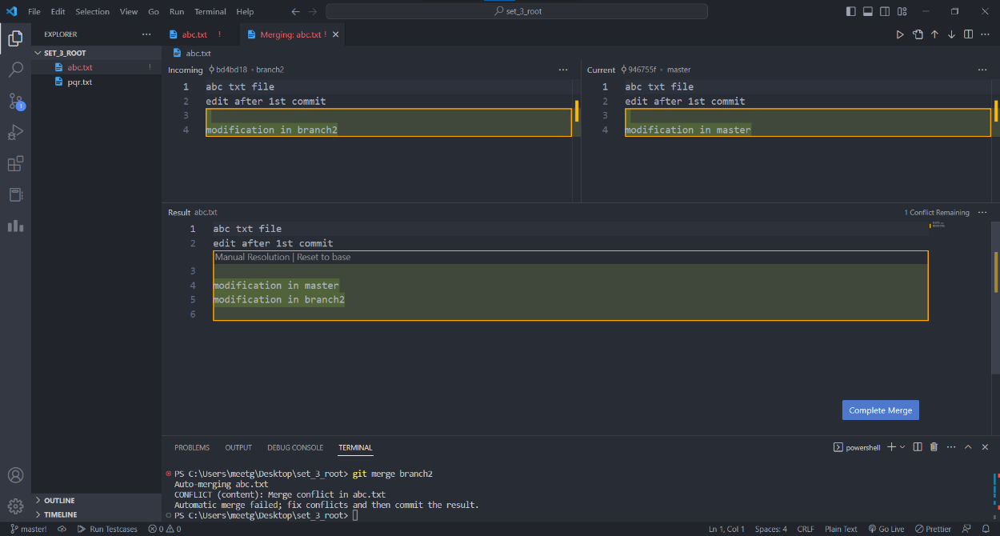 File Edit Selection View Go Run Terminal Help set_3_root
EXPLORER
SET_3_ROOT
abc.txt !
pqr.txt
abc.txt !
Merging: abc.txt !
abc.txt
Incoming bd4bd18 • branch2
1 abc txt file
2 edit after 1st commit
3
4 modification in branch2
Current 946755f • master
1 abc txt file
2 edit after 1st commit
3
4 modification in master
Result abc.txt 1 Conflict Remaining
1 abc txt file
2 edit after 1st commit
Manual Resolution | Reset to base
3
4 modification in master
5 modification in branch2
6
Complete Merge
PROBLEMS OUTPUT DEBUG CONSOLE TERMINAL powershell
PS C:\Users\meetg\Desktop\set_3_root> git merge branch2
Auto-merging abc.txt
CONFLICT (content): Merge conflict in abc.txt
Automatic merge failed; fix conflicts and then commit the result.
PS C:\Users\meetg\Desktop\set_3_root>
1
OUTLINE
TIMELINE
master! Run Testcases 0 0 Ln 1, Col 1 Spaces: 4 CRLF Plain Text Go Live Prettier